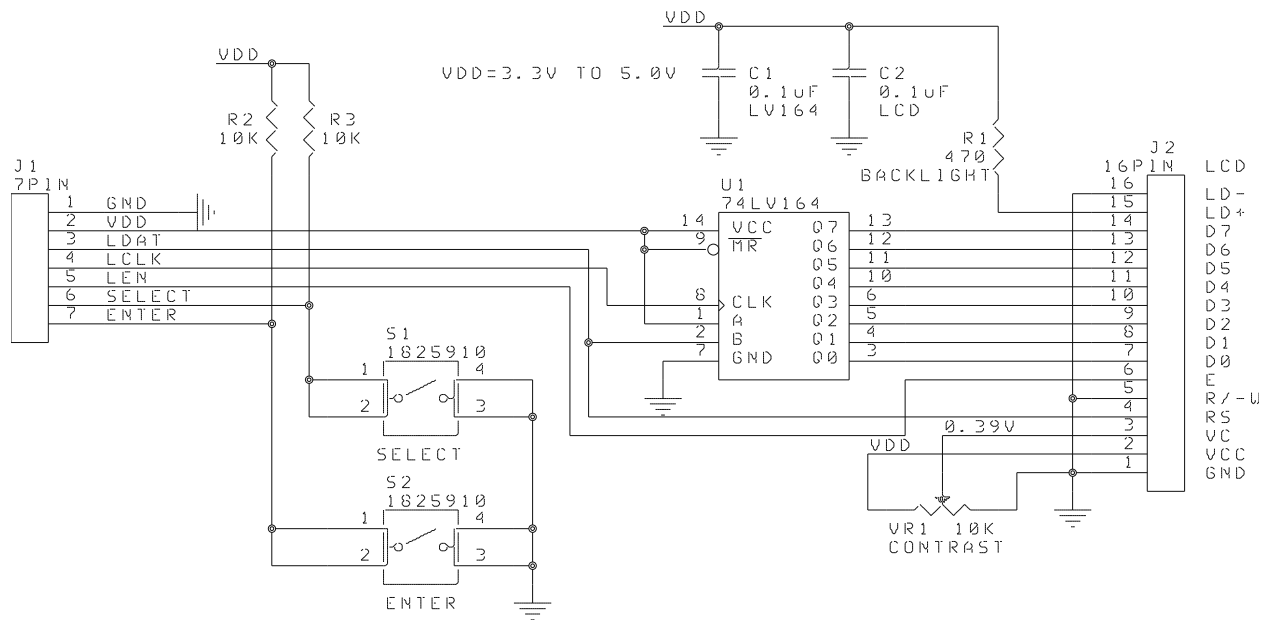 VDD
VDD
VDD=3.3V TO 5.0V
C1
0.1uF
LV164
C2
0.1uF
LCD
R2
10K
R3
10K
R1
470
BACKLIGHT
J1
7PIN
1 GND
2 VDD
3 LDAT
4 LCLK
5 LEN
6 SELECT
7 ENTER
U1
74LV164
14 VCC Q7 13
9 MR Q6 12
Q5 11
Q4 10
8 CLK Q3 6
1 A Q2 5
2 B Q1 4
7 GND Q0 3
J2
16PIN LCD
16 LD-
15 LD+
14 D7
13 D6
12 D5
11 D4
10 D3
9 D2
8 D1
7 D0
6 E
5 R/-W
4 RS
3 VC
2 VCC
1 GND
0.39V
VDD
VR1 10K
CONTRAST
S1
1825910
1 4
2 3
SELECT
S2
1825910
1 4
2 3
ENTER